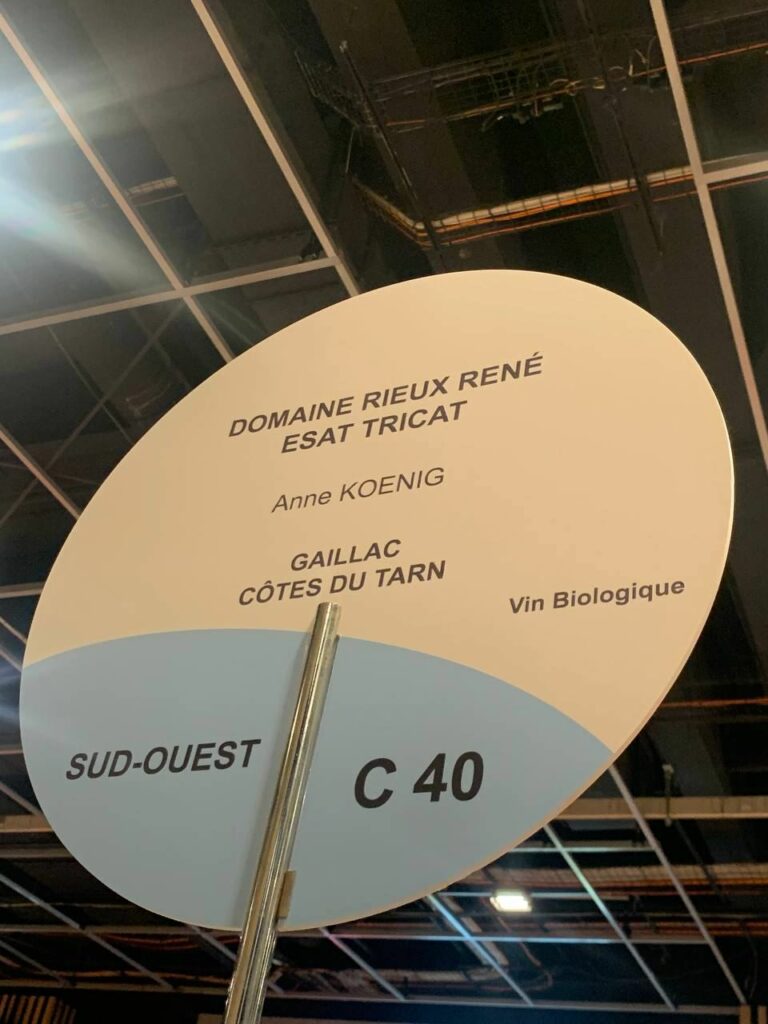 DOMAINE RIEUX RENÉ
ESAT TRICAT
Anne KOENIG
GAILLAC
CÔTES DU TARN
Vin Biologique
SUD-OUEST
C 40